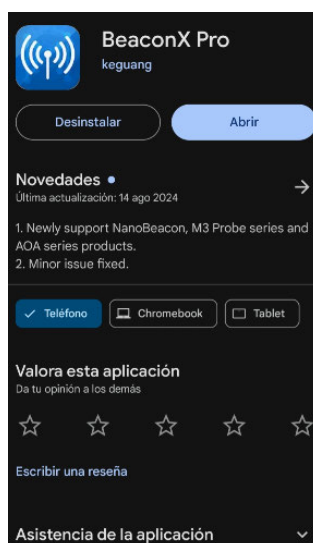 BeaconX Pro
keguang
Desinstalar
Abrir
Novedades
Última actualización: 14 ago 2024
1. Newly support NanoBeacon, M3 Probe series and
AOA series products.
2. Minor issue fixed.
Teléfono
Chromebook
Tablet
Valora esta aplicación
Da tu opinión a los demás
Escribir una reseña
Asistencia de la aplicación